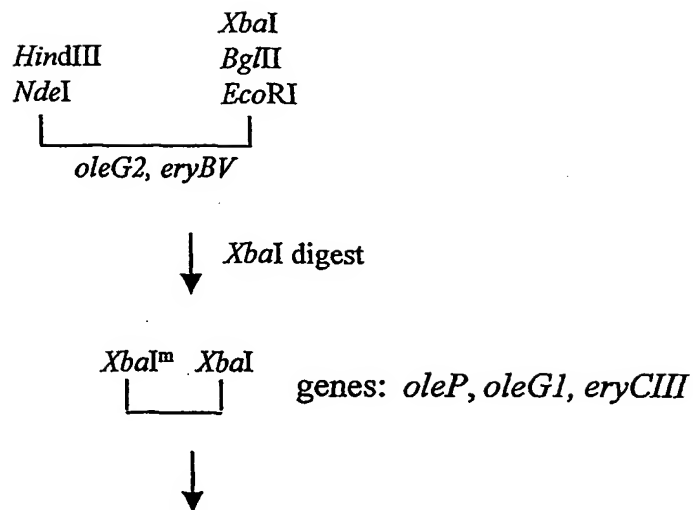 XbaI
HindIII BglII
NdeI EcoRI
oleG2, eryBV
XbaI digest
XbaIᵐ XbaI
genes: oleP, oleG1, eryCIII